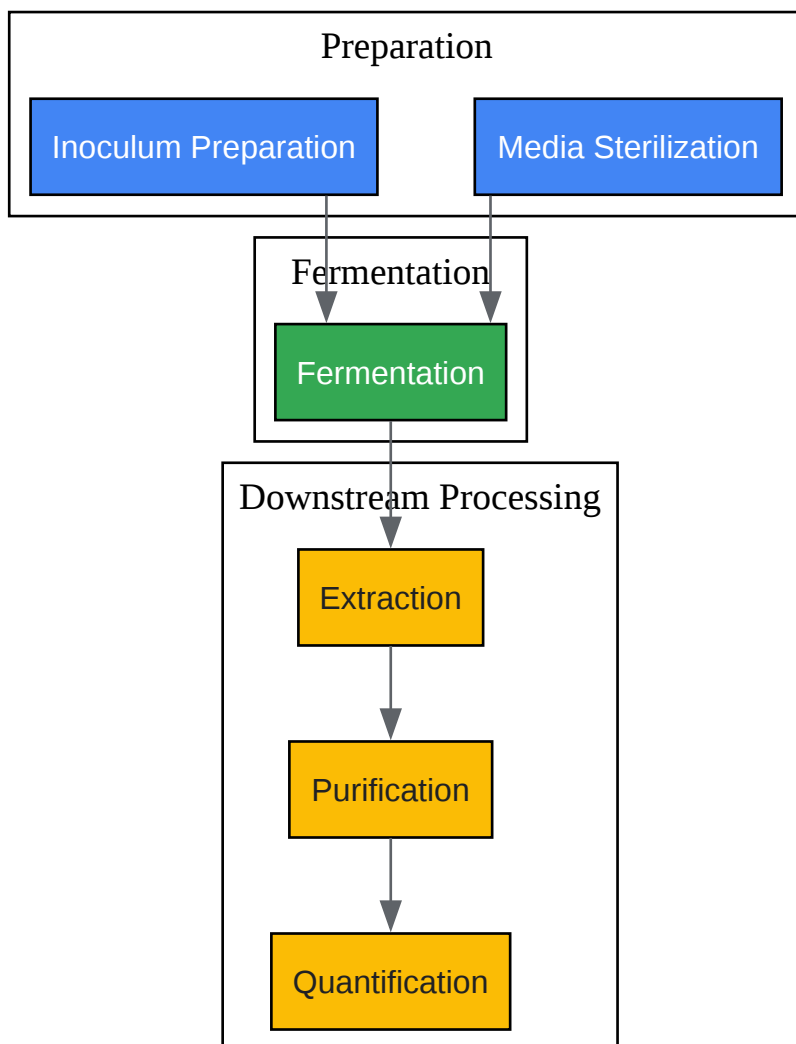 Preparation
Inoculum Preparation
Media Sterilization
Fermentation
Fermentation
Downstream Processing
Extraction
Purification
Quantification